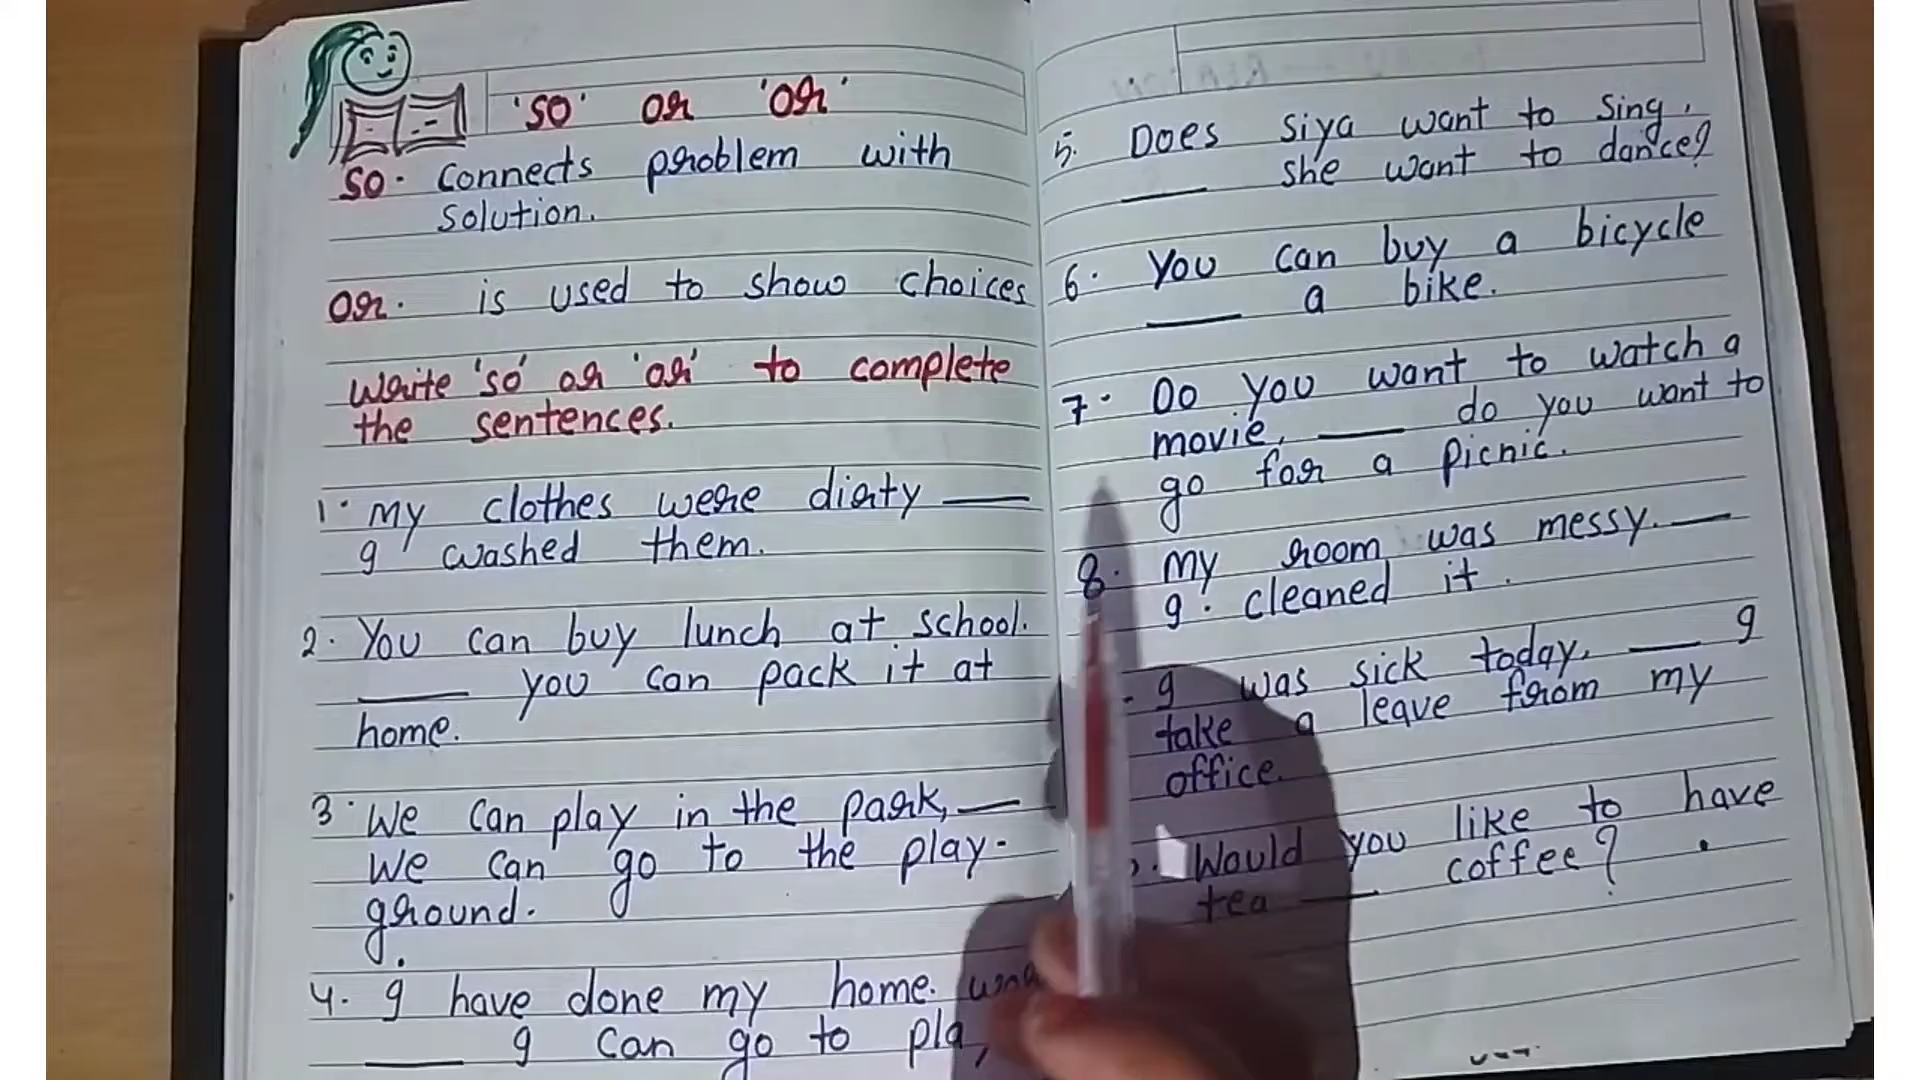 'so' or 'or'
so. Connects problem with
solution.
or. is used to show choices
Write 'so' or 'or' to complete
the sentences.
1. My clothes were dirty ___
I washed them.
2. You can buy lunch at school.
___ you can pack it at
home.
3. We can play in the park, ___
We can go to the play-
ground.
4. I have done my home.
___ I can go to
5. Does Siya want to sing,
___ she want to dance?
6. You can buy a bicycle
___ a bike.
7. Do you want to watch a
movie, ___ do you want to
go for a picnic.
8. My room was messy. ___
I. cleaned it.
I was sick today, ___ I
take a leave from my
office.
Would you like to have
tea ___ coffee?